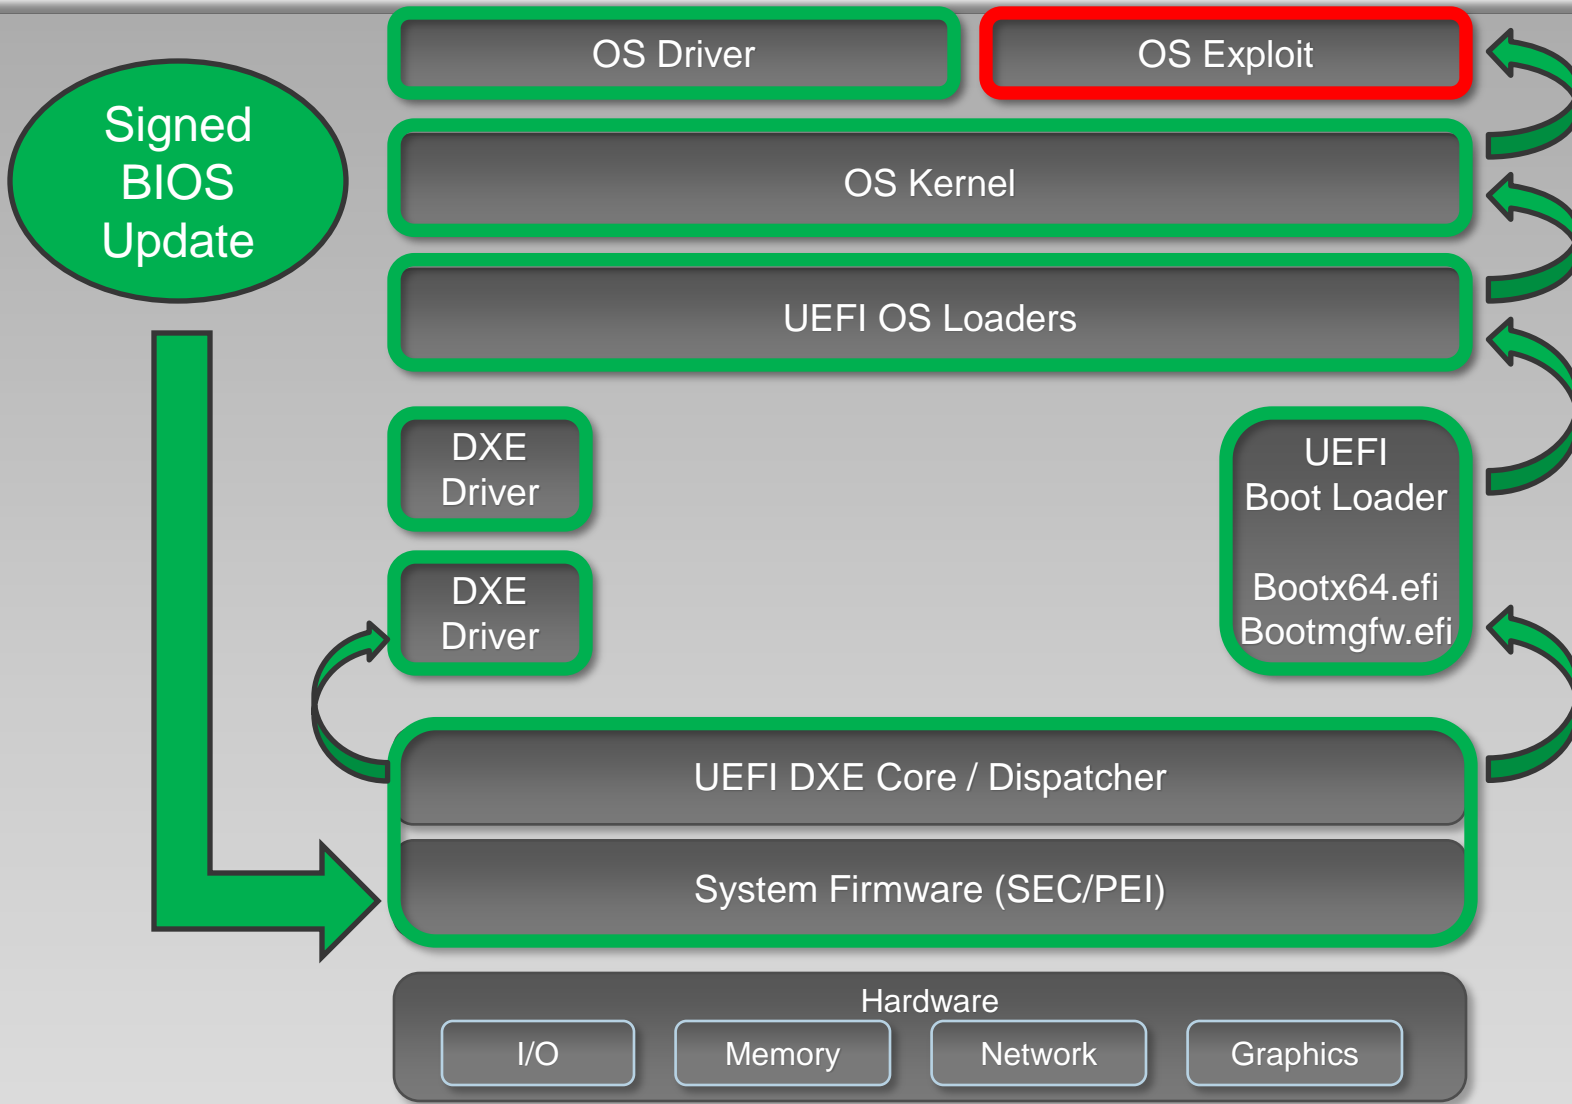 OS Driver
OS Exploit
Signed
BIOS
Update
OS Kernel
UEFI OS Loaders
DXE
Driver
UEFI
Boot Loader
Bootx64.efi
Bootmgfw.efi
DXE
Driver
UEFI DXE Core / Dispatcher
System Firmware (SEC/PEI)
Hardware
I/O
Memory
Network
Graphics